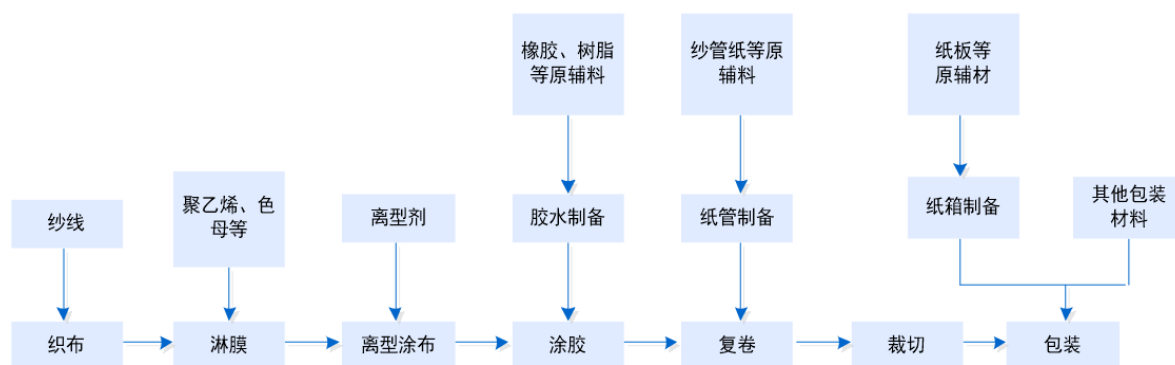 橡胶、树脂
等原辅料
纱管纸等原
辅料
纸板等
原辅材
纱线
聚乙烯、色
母等
离型剂
胶水制备
纸管制备
纸箱制备
其他包装
材料
织布
淋膜
离型涂布
涂胶
复卷
裁切
包装